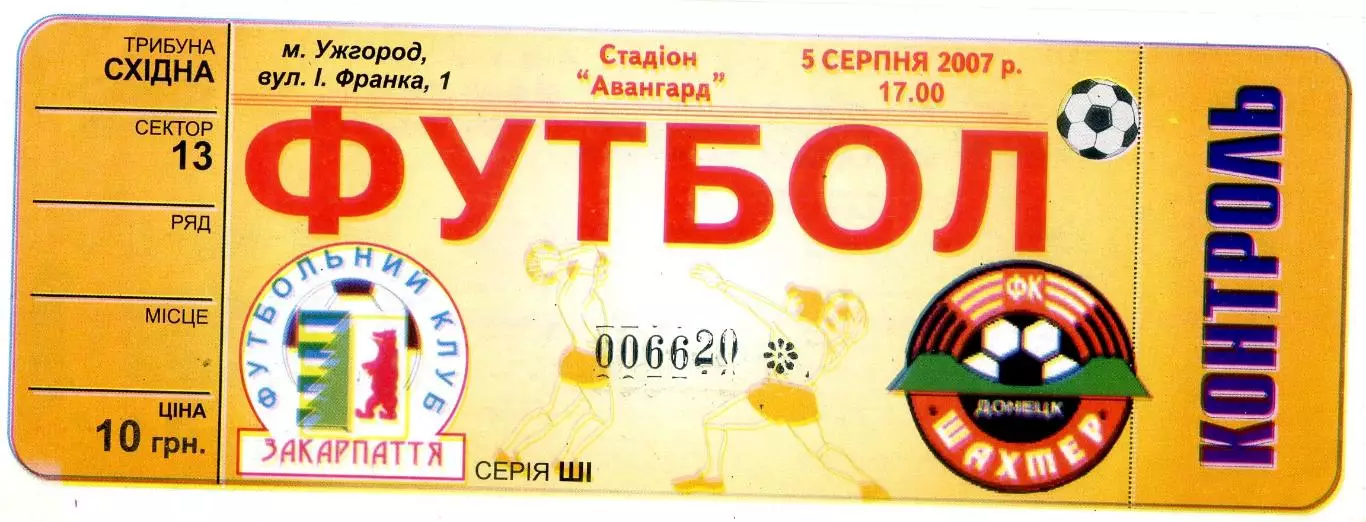 ТРИБУНА
СХІДНА
СЕКТОР
13
РЯД
МІСЦЕ
ЦІНА
10 грн.
м. Ужгород,
вул. І. Франка, 1
Стадіон
"Авангард"
5 СЕРПНЯ 2007 р.
17.00
ФУТБОЛ
ФУТБОЛЬНИЙ КЛУБ
ЗАКАРПАТТЯ
006620
СЕРІЯ ШІ
ФК
ДОНЕЦК
ШАХТЕР
КОНТРОЛЬ